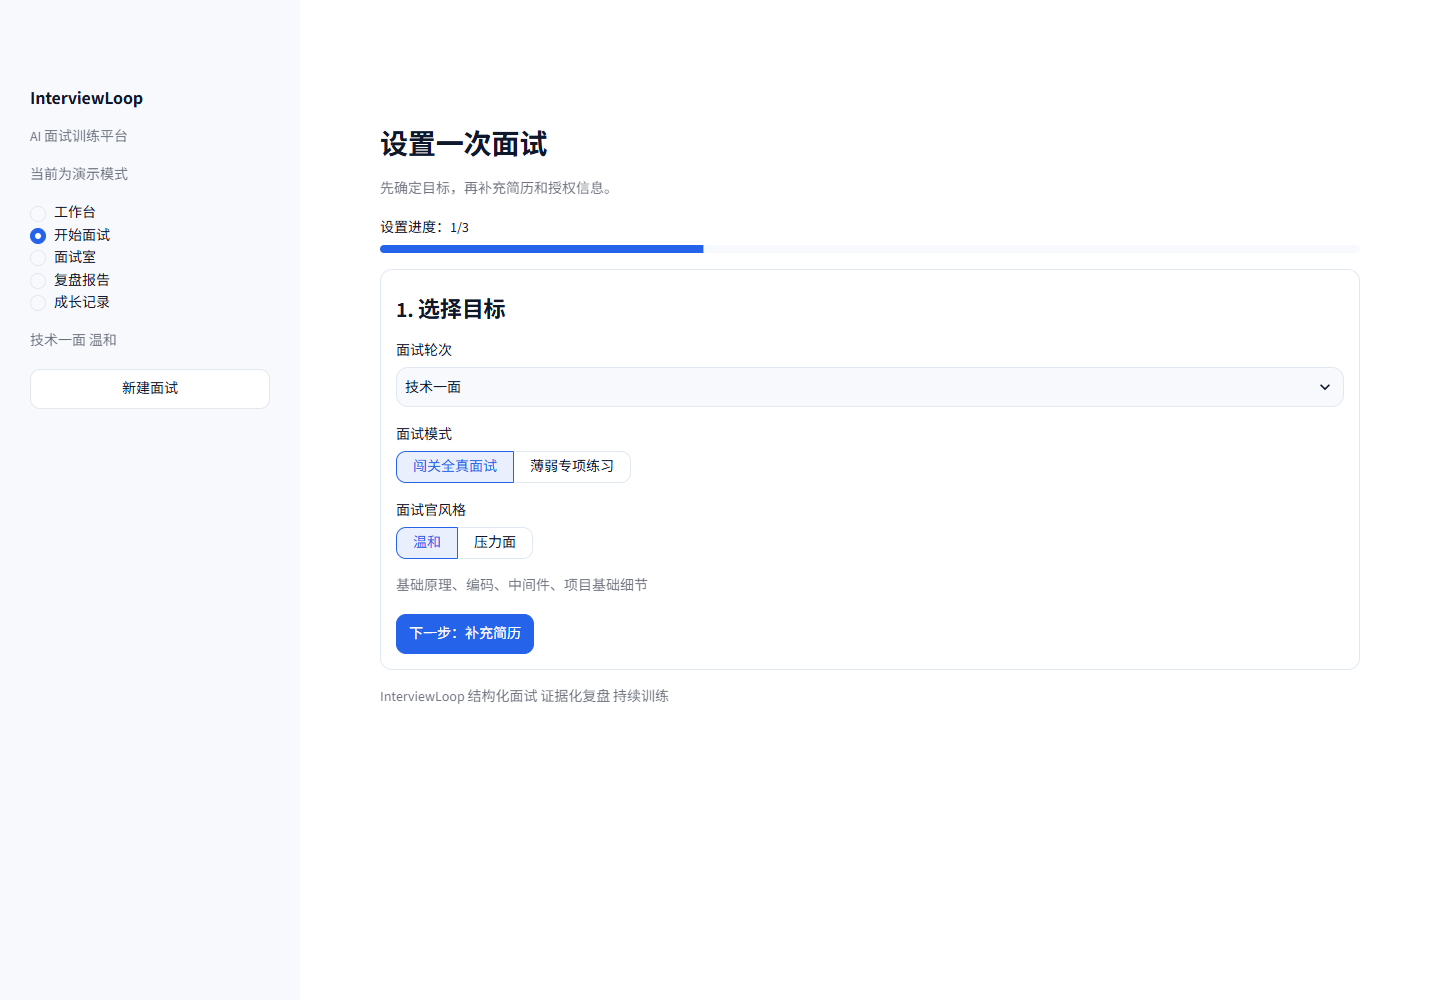 InterviewLoop
AI 面试训练平台
当前为演示模式
工作台
开始面试
面试室
复盘报告
成长记录
技术一面 温和
新建面试
设置一次面试
先确定目标，再补充简历和授权信息。
设置进度：1/3
1. 选择目标
面试轮次
技术一面
面试模式
闯关全真面试 薄弱专项练习
面试官风格
温和 压力面
基础原理、编码、中间件、项目基础细节
下一步：补充简历
InterviewLoop 结构化面试 证据化复盘 持续训练